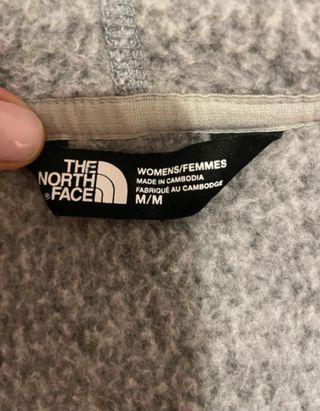 THE
NORTH
FACE®
WOMENS/FEMMES
MADE IN CAMBODIA
FABRIQUÉ AU CAMBODGE
M/M